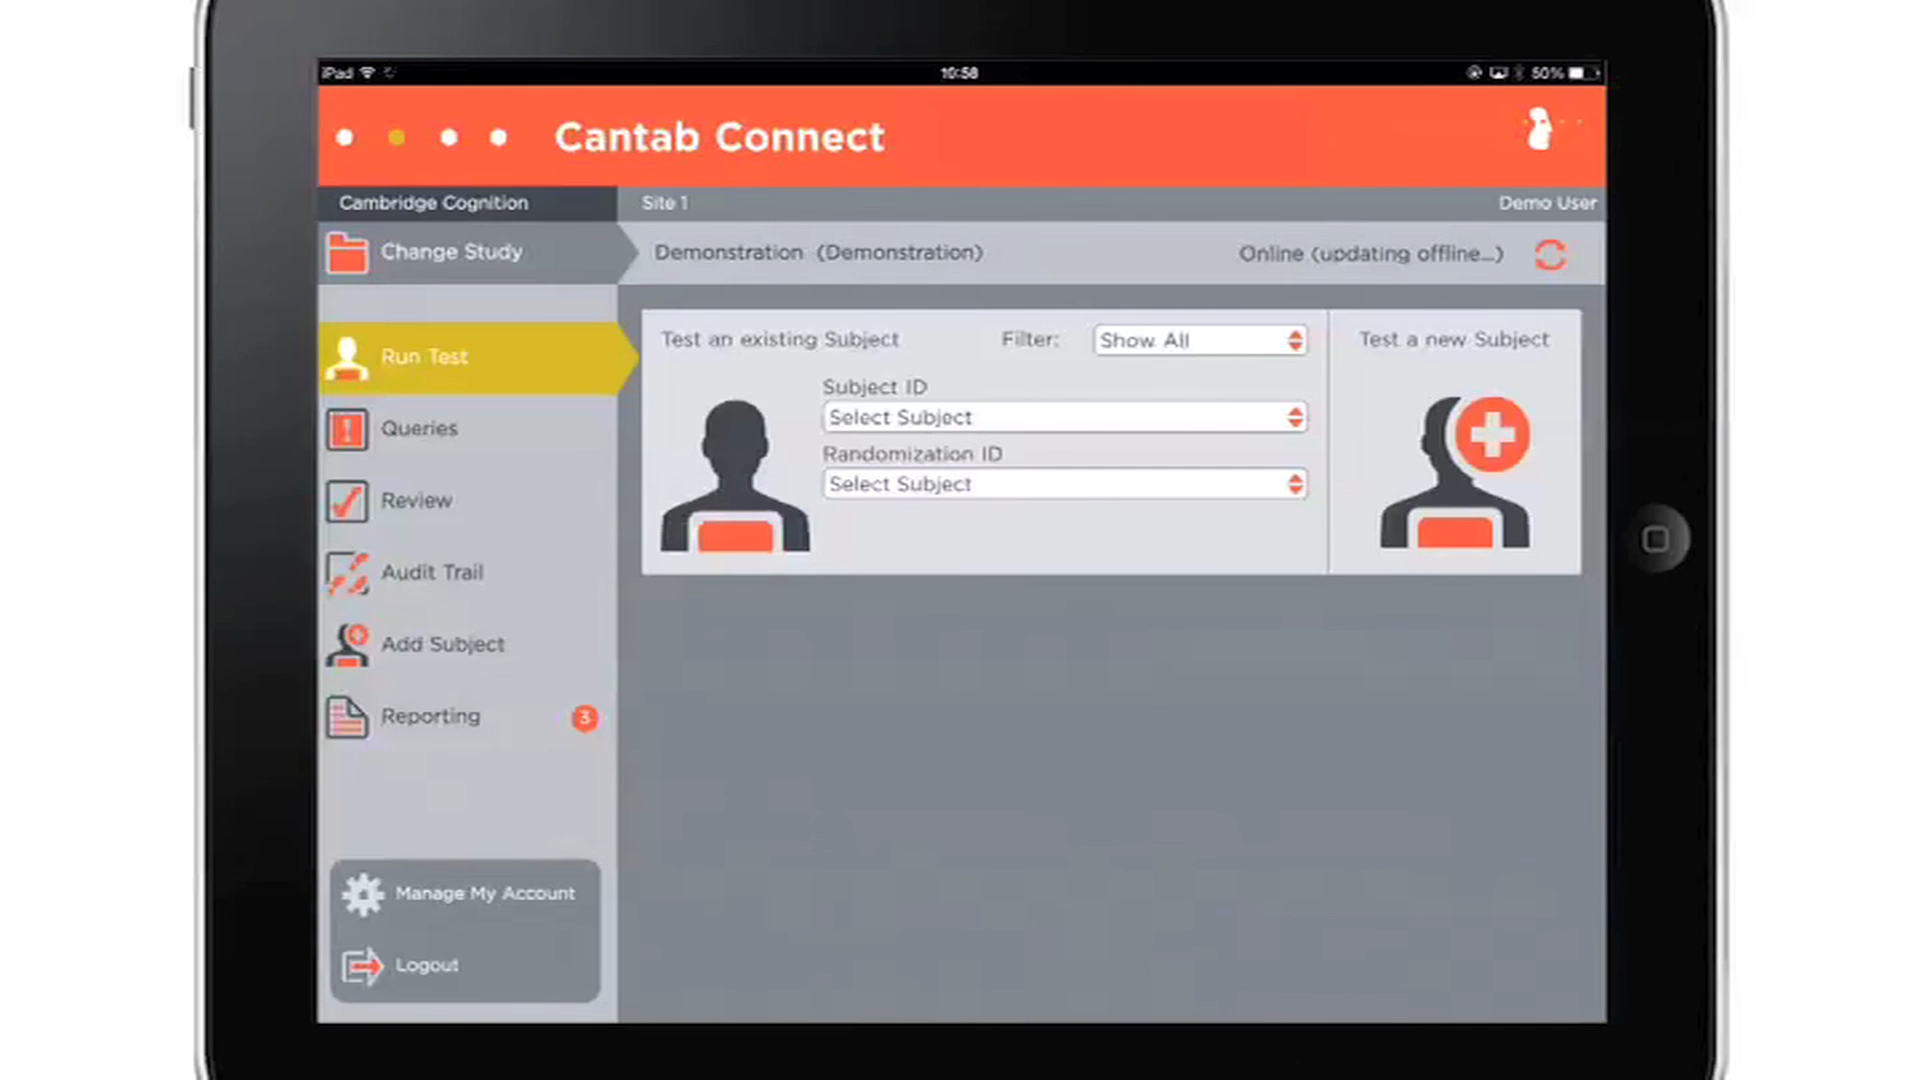 iPad 10:58 50%
Cantab Connect
Cambridge Cognition Site 1 Demo User
Change Study Demonstration (Demonstration) Online (updating offline...)
Run Test
Queries
Review
Audit Trail
Add Subject
Reporting 3
Manage My Account
Logout
Test an existing Subject Filter: Show All
Subject ID
Select Subject
Randomization ID
Select Subject
Test a new Subject